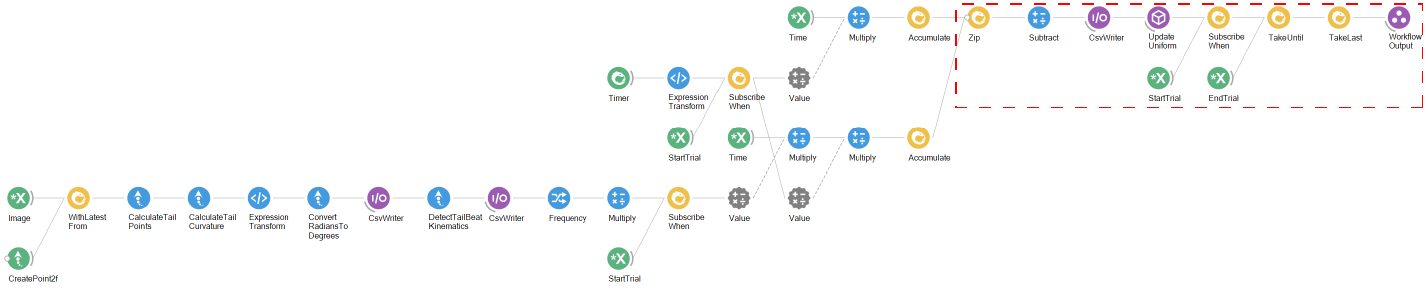 Time
Multiply
Accumulate
Zip
Subtract
CsvWriter
Update
Uniform
Subscribe
When
TakeUntil
TakeLast
Workflow
Output
Timer
Expression
Transform
Subscribe
When
Value
StartTrial
EndTrial
StartTrial
Time
Multiply
Multiply
Accumulate
Image
WithLatest
From
CalculateTail
Points
CalculateTail
Curvature
Expression
Transform
Convert
RadiansTo
Degrees
CsvWriter
DetectTailBeat
Kinematics
CsvWriter
Frequency
Multiply
Subscribe
When
Value
Value
CreatePoint2f
StartTrial